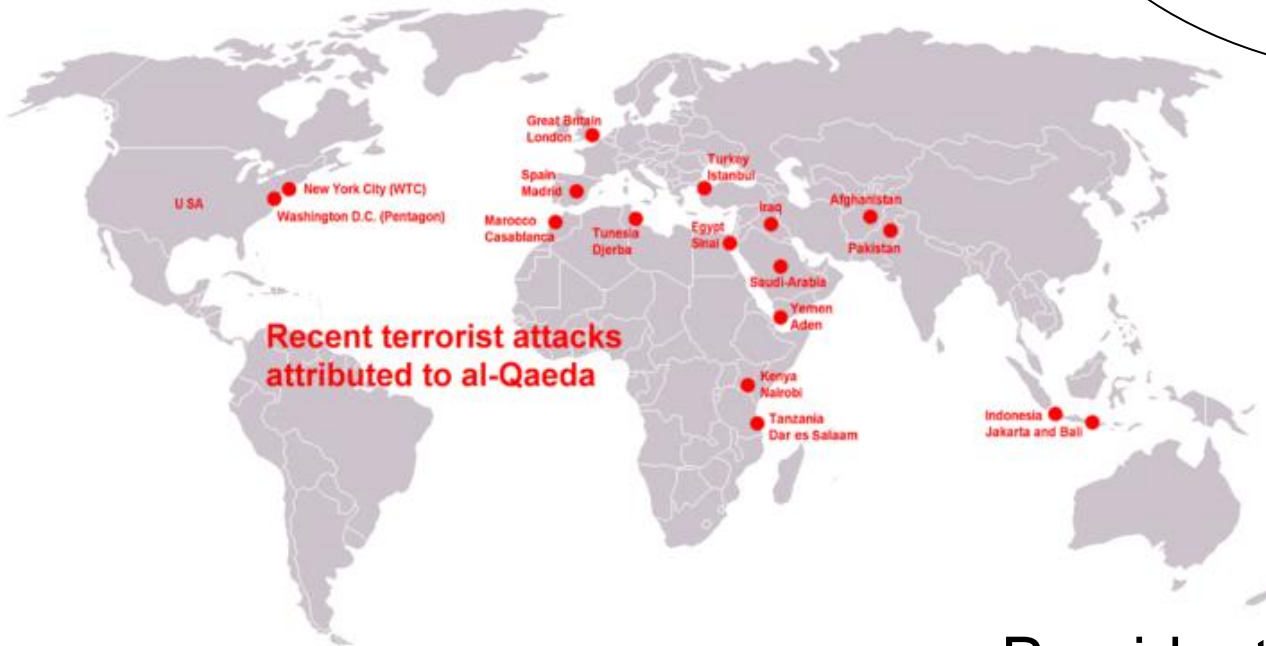 Great Britain
London
Turkey
Istanbul
Spain
Madrid
New York City (WTC)
USA
Washington D.C. (Pentagon)
Marocco
Casablanca
Tunesia
Djerba
Egypt
Sinai
Iraq
Afghanistan
Pakistan
Saudi-Arabia
Yemen
Aden
Recent terrorist attacks
attributed to al-Qaeda
Kenya
Nairobi
Tanzania
Dar es Salaam
Indonesia
Jakarta and Bali